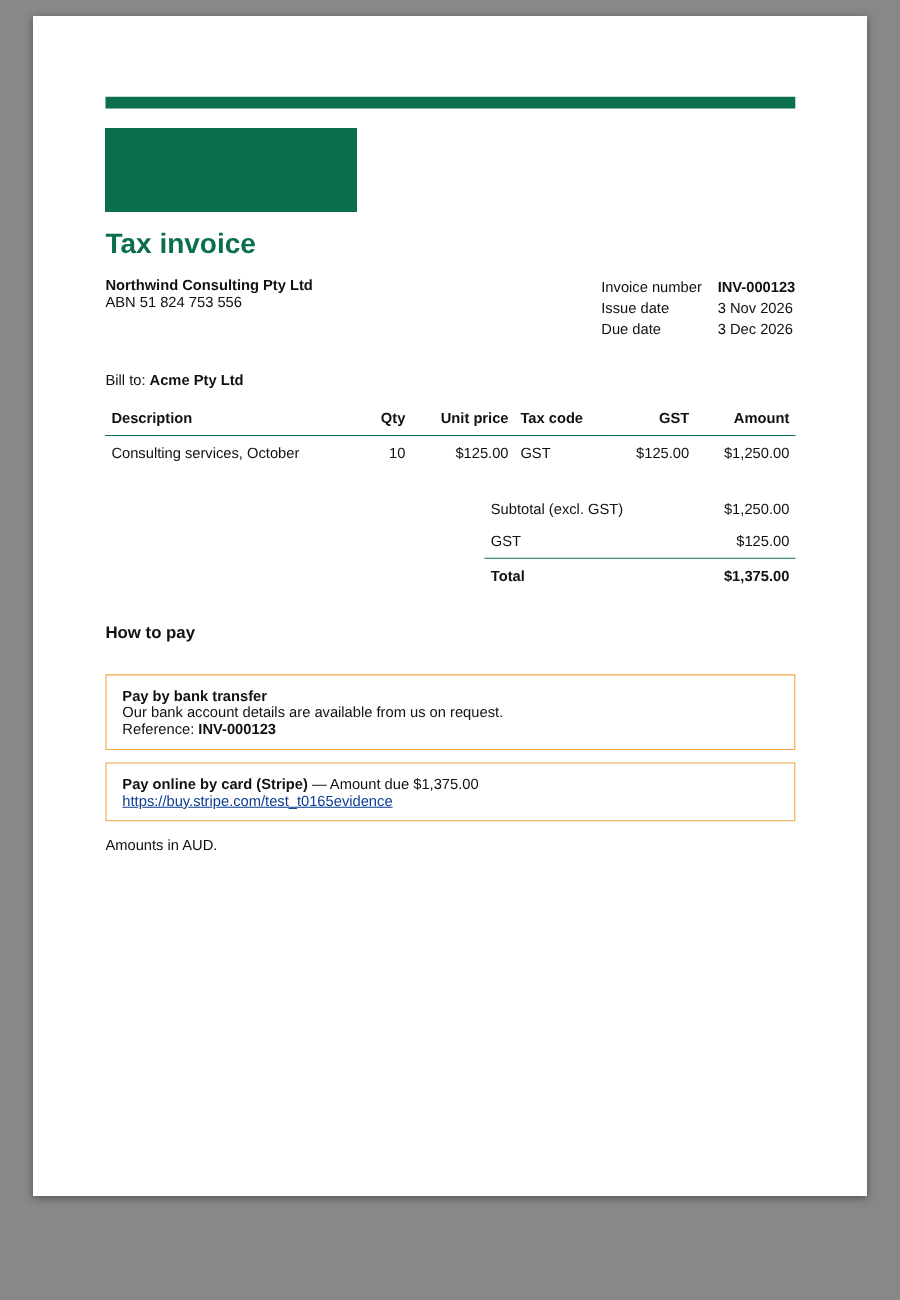 Tax invoice
Northwind Consulting Pty Ltd
ABN 51 824 753 556
Invoice number INV-000123
Issue date 3 Nov 2026
Due date 3 Dec 2026
Bill to: Acme Pty Ltd
Description Qty Unit price Tax code GST Amount
Consulting services, October 10 $125.00 GST $125.00 $1,250.00
Subtotal (excl. GST) $1,250.00
GST $125.00
Total $1,375.00
How to pay
Pay by bank transfer
Our bank account details are available from us on request.
Reference: INV-000123
Pay online by card (Stripe) — Amount due $1,375.00
https://buy.stripe.com/test_t0165evidence
Amounts in AUD.